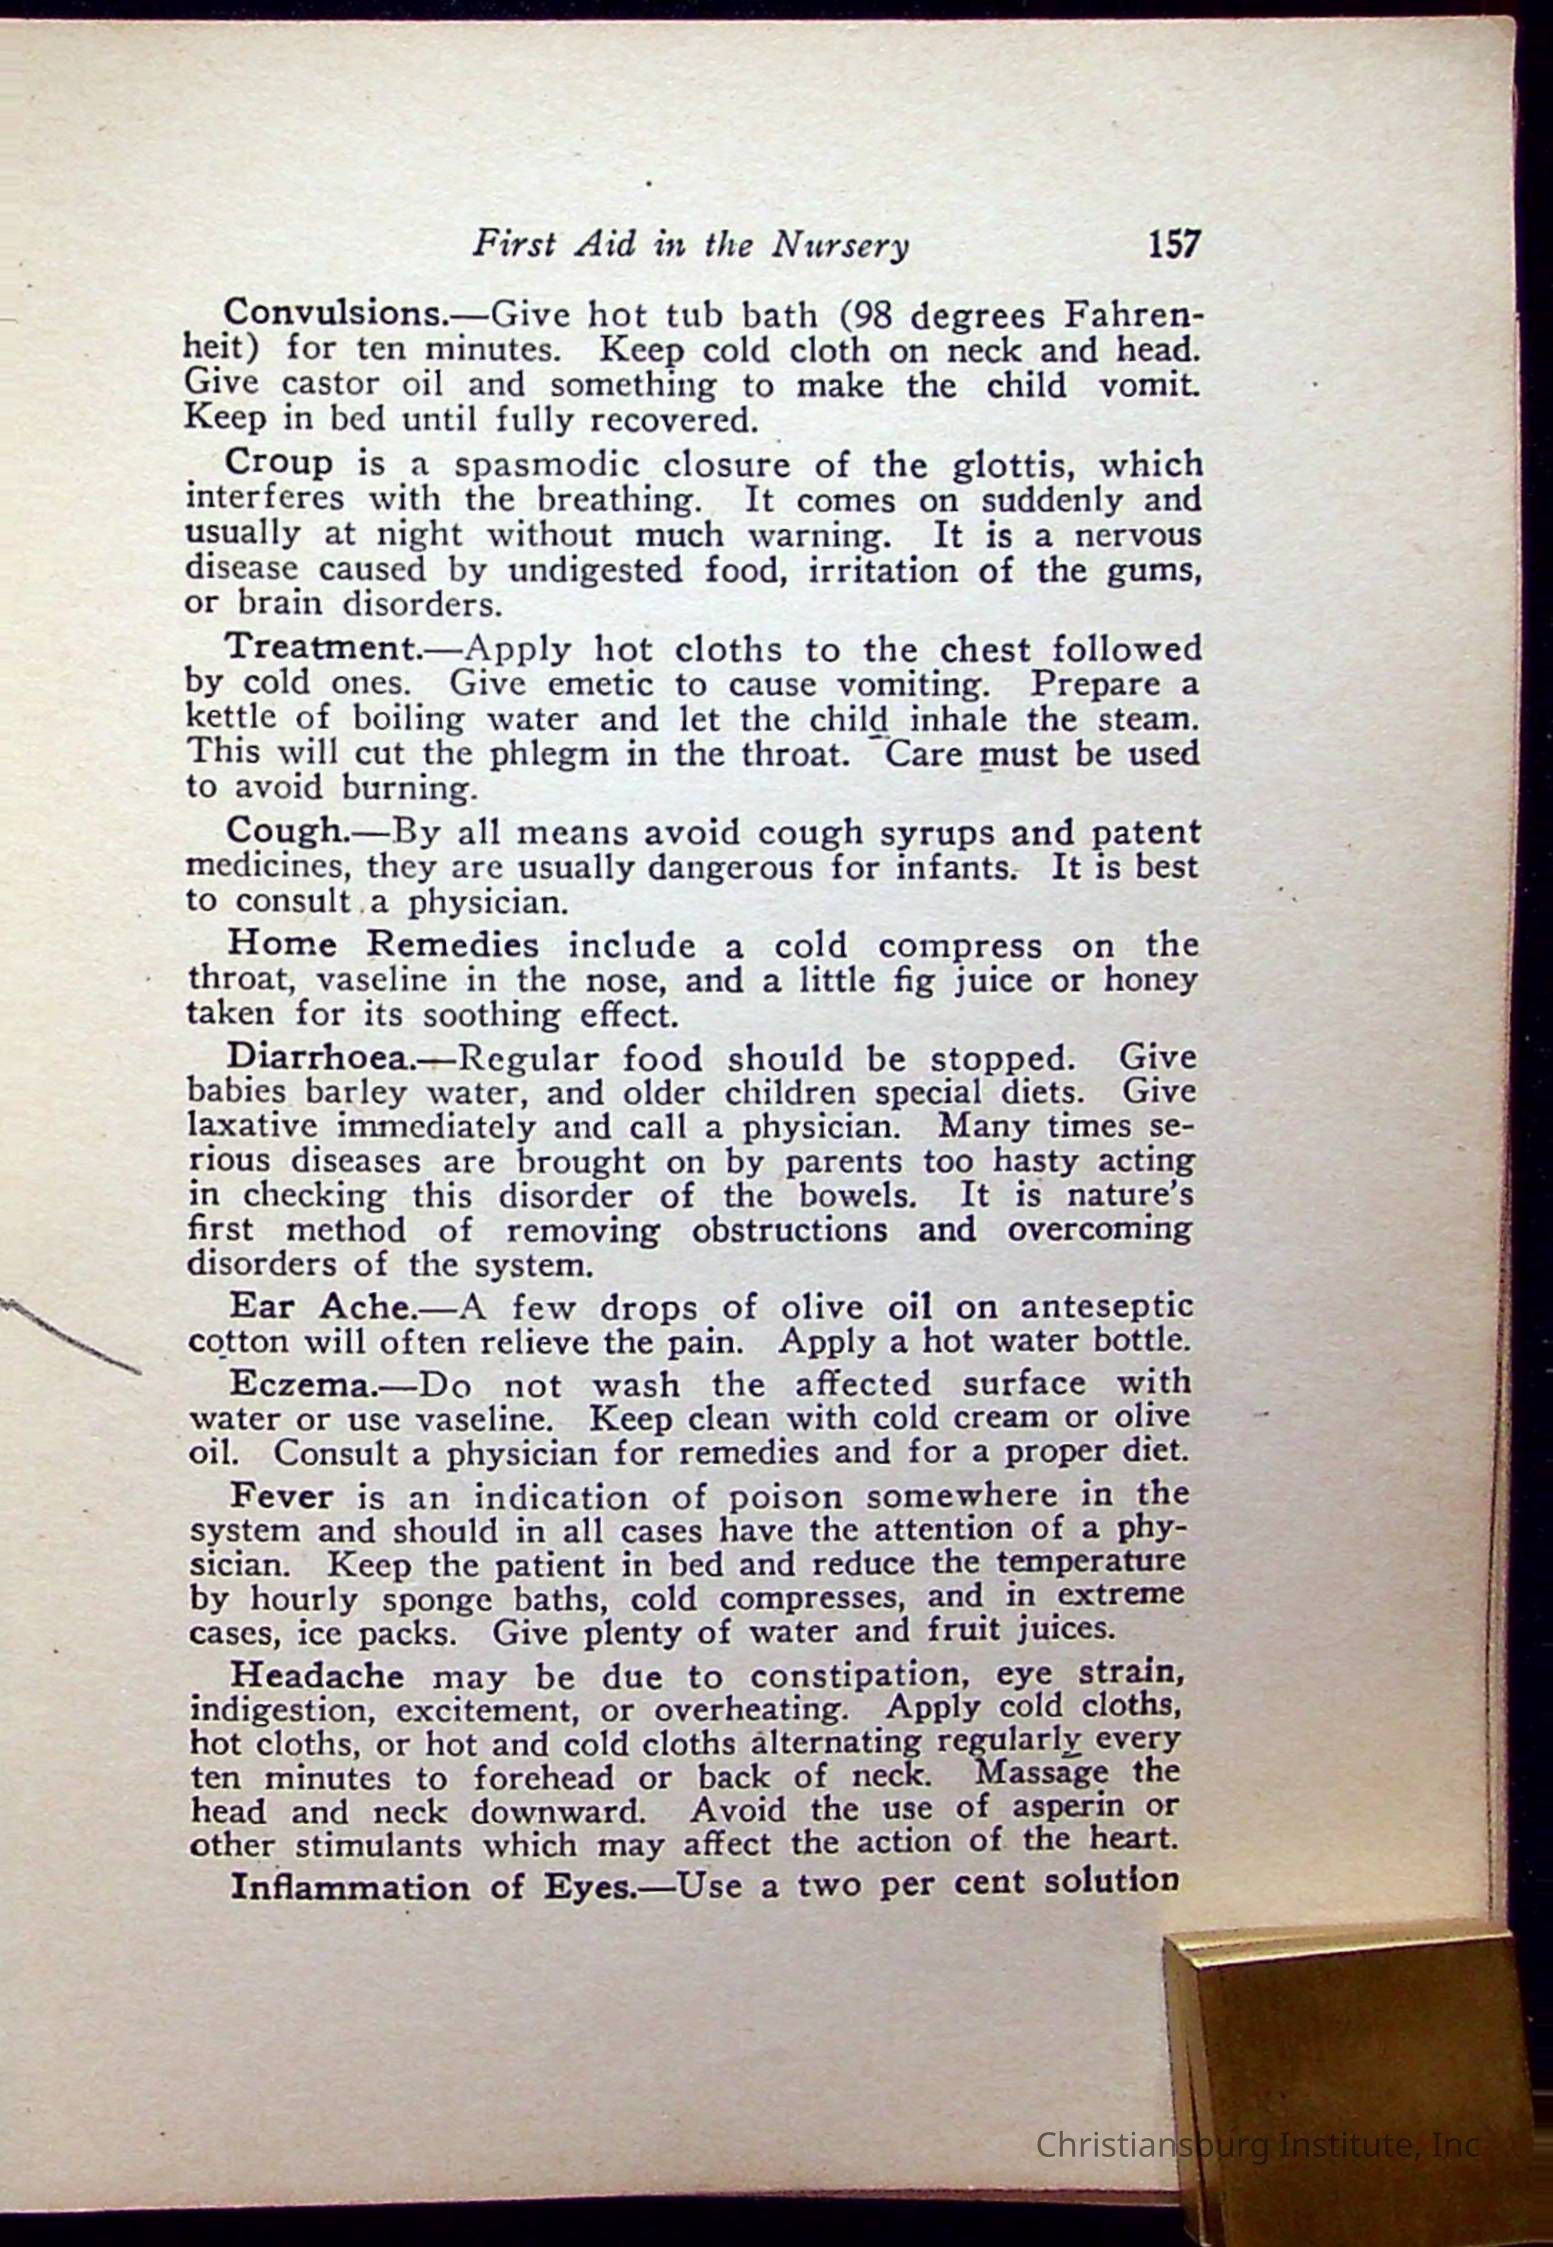 First Aid in the Nursery 157
Convulsions.—Give hot tub bath (98 degrees Fahren-
heit) for ten minutes. Keep cold cloth on neck and head.
Give castor oil and something to make the child vomit.
Keep in bed until fully recovered.
Croup is a spasmodic closure of the glottis, which
interferes with the breathing. It comes on suddenly and
usually at night without much warning. It is a nervous
disease caused by undigested food, irritation of the gums,
or brain disorders.
Treatment.—Apply hot cloths to the chest followed
by cold ones. Give emetic to cause vomiting. Prepare a
kettle of boiling water and let the child inhale the steam.
This will cut the phlegm in the throat. Care must be used
to avoid burning.
Cough.—By all means avoid cough syrups and patent
medicines, they are usually dangerous for infants. It is best
to consult a physician.
Home Remedies include a cold compress on the
throat, vaseline in the nose, and a little fig juice or honey
taken for its soothing effect.
Diarrhoea.—Regular food should be stopped. Give
babies barley water, and older children special diets. Give
laxative immediately and call a physician. Many times se-
rious diseases are brought on by parents too hasty acting
in checking this disorder of the bowels. It is nature's
first method of removing obstructions and overcoming
disorders of the system.
Ear Ache.—A few drops of olive oil on anteseptic
cotton will often relieve the pain. Apply a hot water bottle.
Eczema.—Do not wash the affected surface with
water or use vaseline. Keep clean with cold cream or olive
oil. Consult a physician for remedies and for a proper diet.
Fever is an indication of poison somewhere in the
system and should in all cases have the attention of a phy-
sician. Keep the patient in bed and reduce the temperature
by hourly sponge baths, cold compresses, and in extreme
cases, ice packs. Give plenty of water and fruit juices.
Headache may be due to constipation, eye strain,
indigestion, excitement, or overheating. Apply cold cloths,
hot cloths, or hot and cold cloths alternating regularly every
ten minutes to forehead or back of neck. Massage the
head and neck downward. Avoid the use of asperin or
other stimulants which may affect the action of the heart.
Inflammation of Eyes.—Use a two per cent solution
Christiansburg Institute, Inc